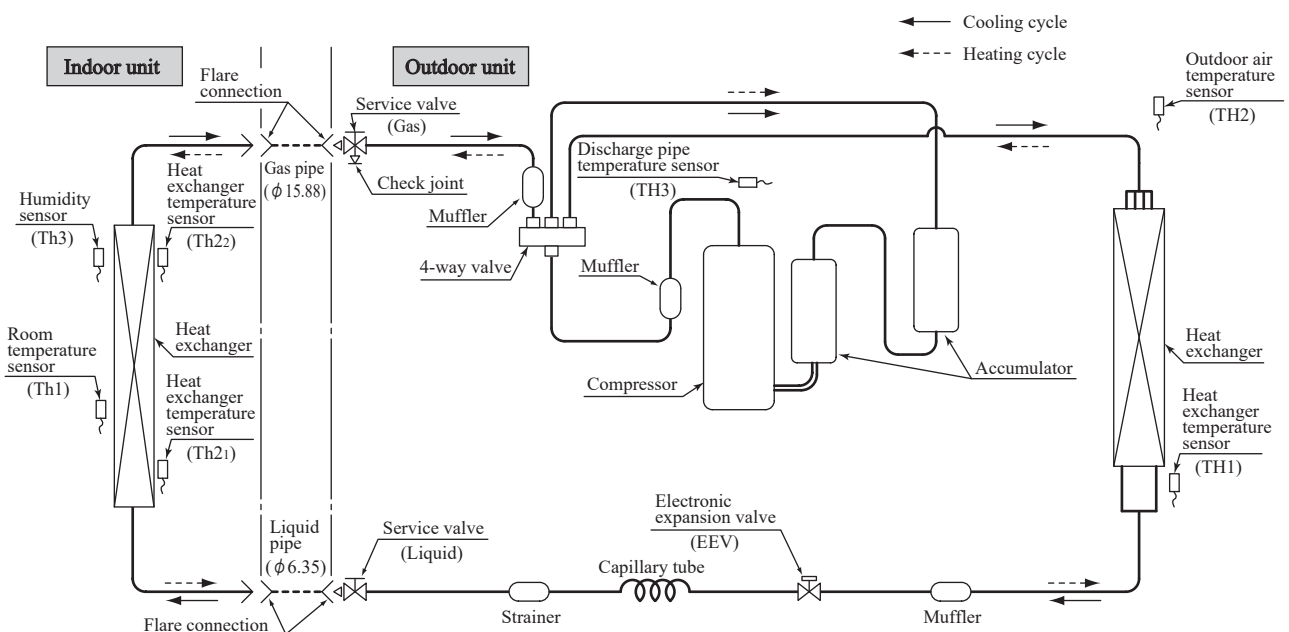 Cooling cycle
Heating cycle
Indoor unit
Outdoor unit
Flare
connection
Service valve
(Gas)
Outdoor air
temperature
sensor
(TH2)
Discharge pipe
temperature sensor
(TH3)
Heat
exchanger
temperature
sensor
(Th22)
Gas pipe
(ϕ15.88)
Check joint
Humidity
sensor
(Th3)
Muffler
4-way valve
Muffler
Room
temperature
sensor
(Th1)
Heat
exchanger
Heat
exchanger
Compressor
Accumulator
Heat
exchanger
temperature
sensor
(Th21)
Heat
exchanger
temperature
sensor
(TH1)
Liquid
pipe
(ϕ6.35)
Service valve
(Liquid)
Electronic
expansion valve
(EEV)
Capillary tube
Strainer
Muffler
Flare connection